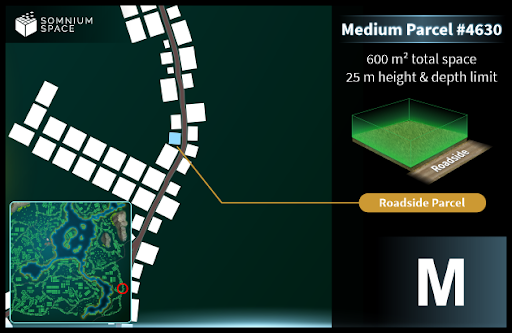 SOMNIUM
SPACE
Medium Parcel #4630
600 m² total space
25 m height & depth limit
Roadside
Roadside Parcel
M